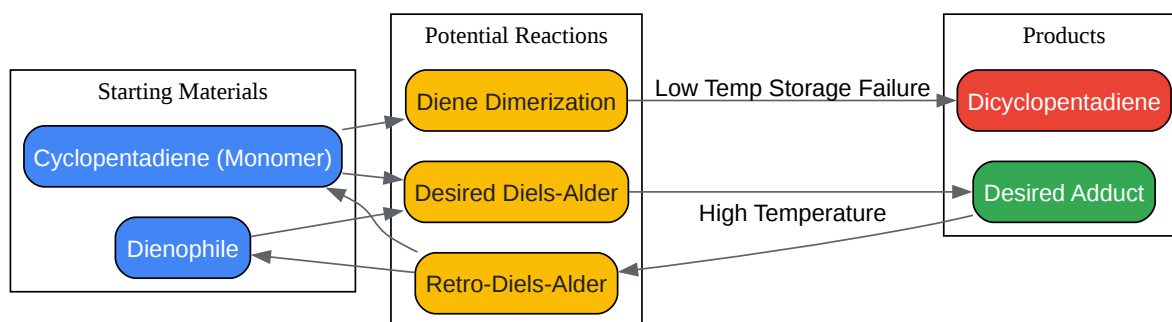 Starting Materials
Cyclopentadiene (Monomer)
Dienophile
Potential Reactions
Diene Dimerization
Desired Diels-Alder
Retro-Diels-Alder
Low Temp Storage Failure
High Temperature
Products
Dicyclopentadiene
Desired Adduct